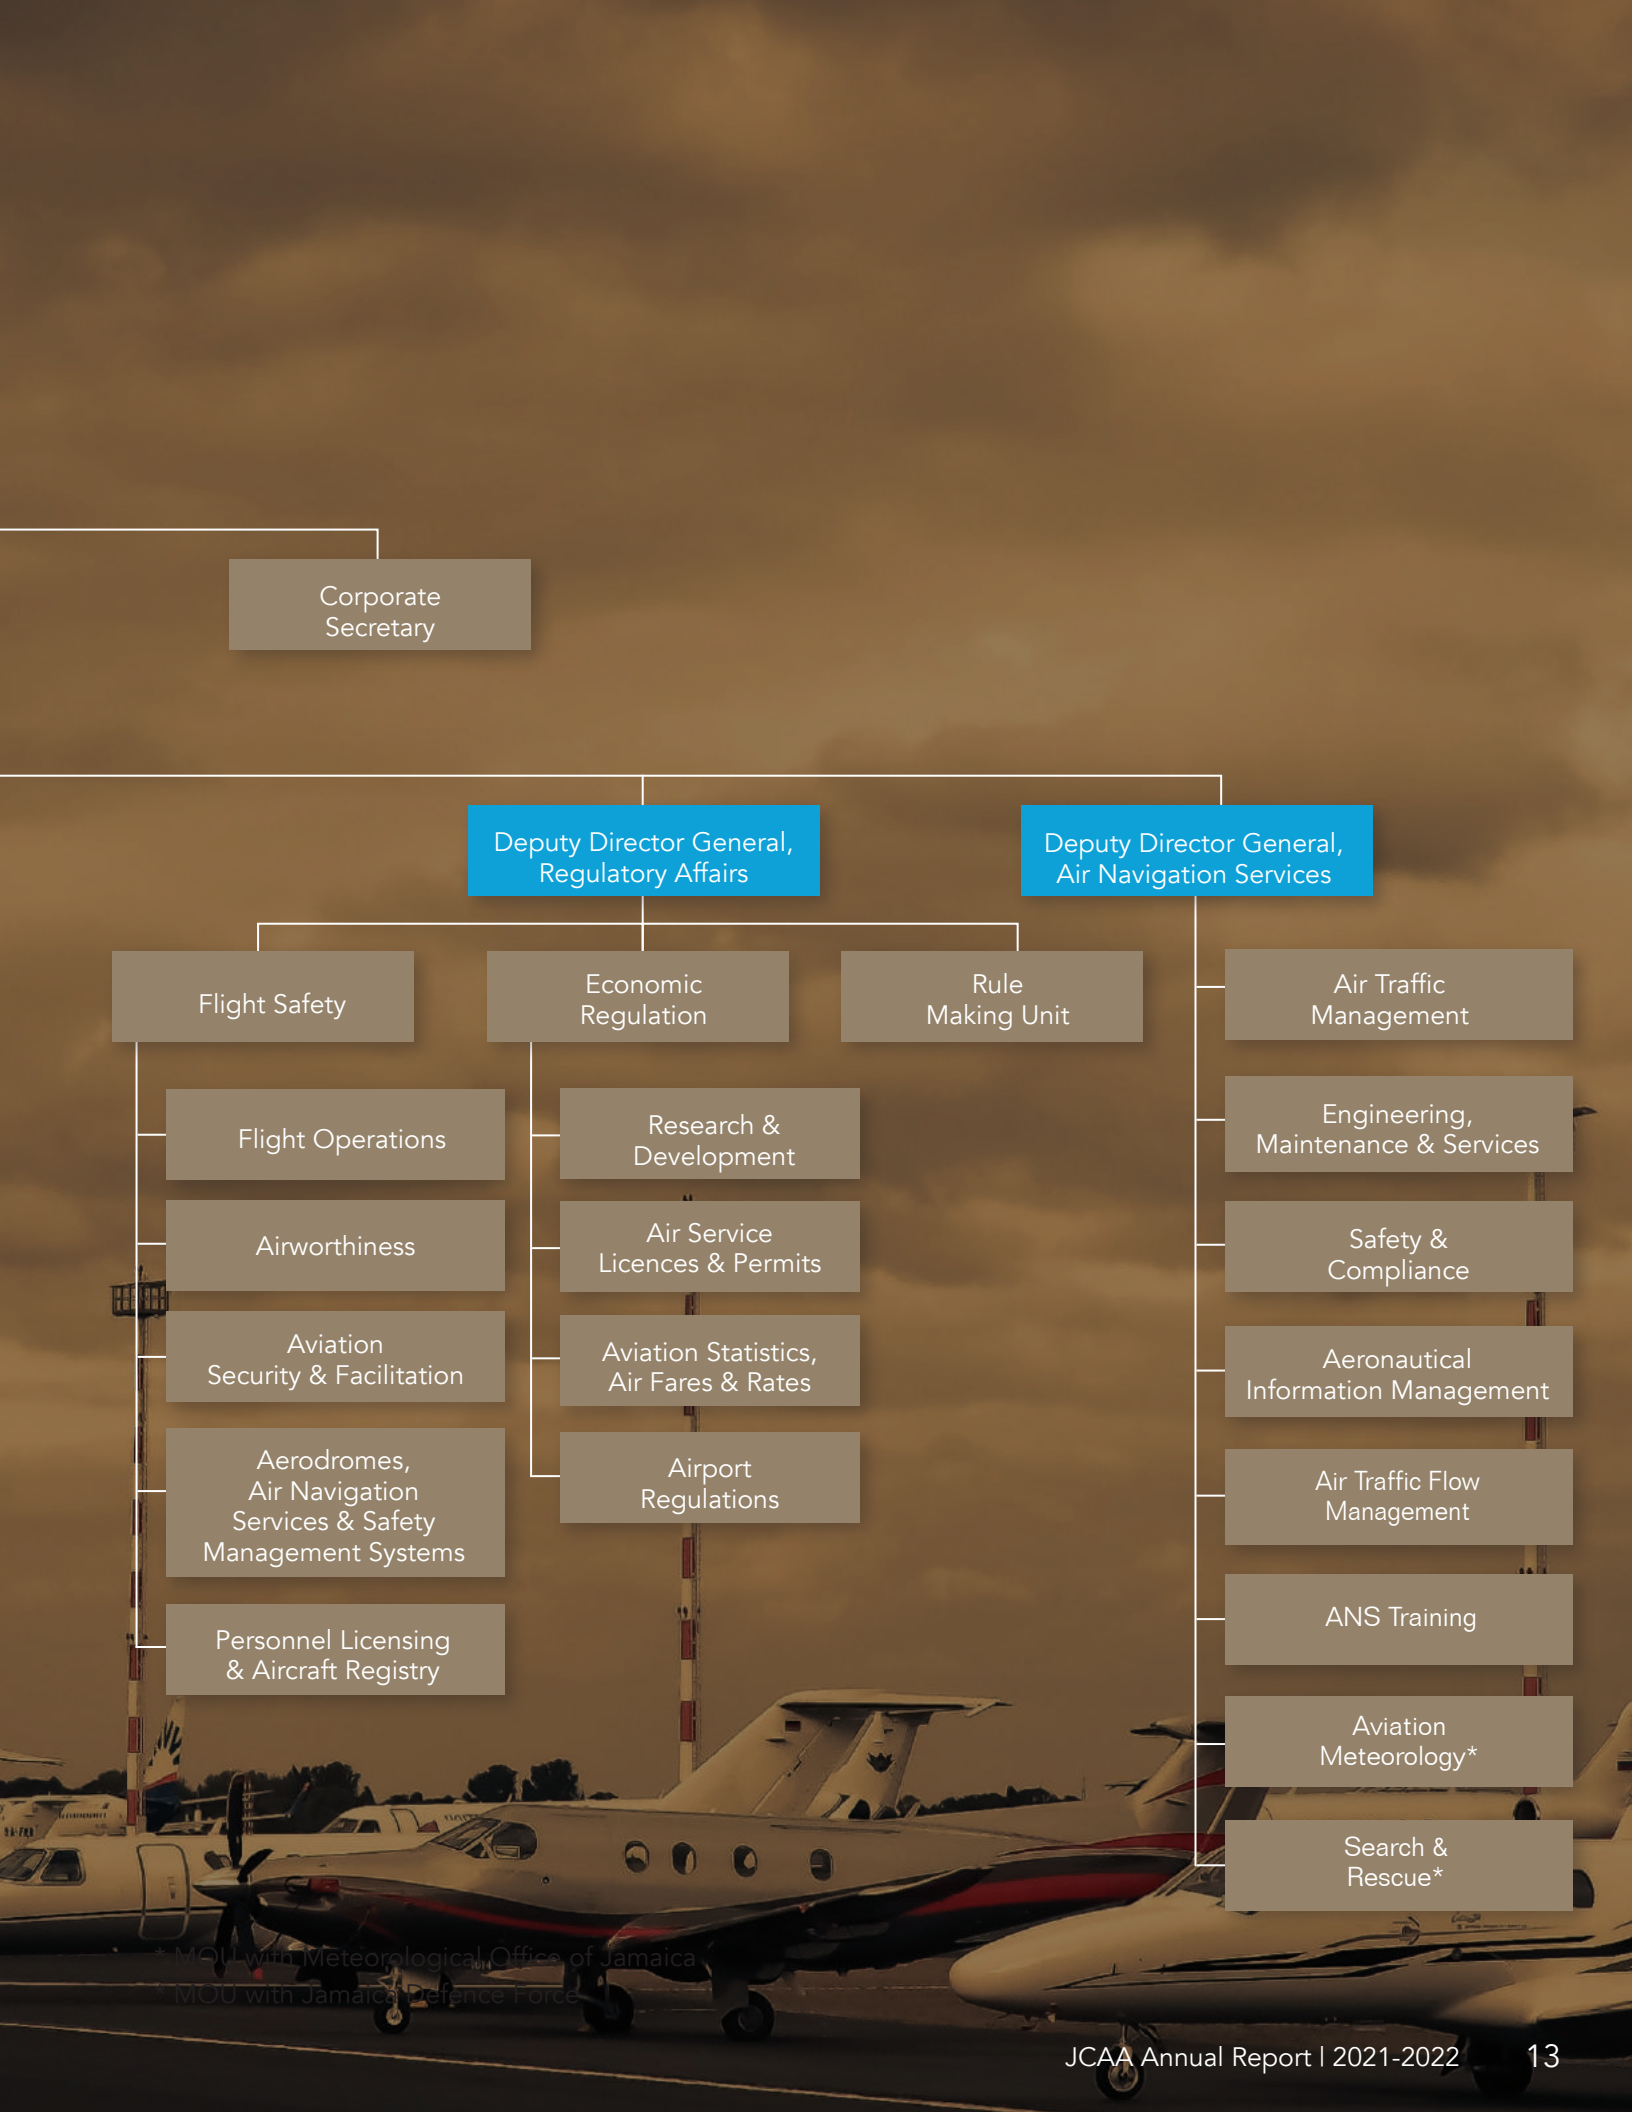 Corporate
Secretary
Deputy Director General,
Regulatory Affairs
Deputy Director General,
Air Navigation Services
Flight Safety
Economic
Regulation
Rule
Making Unit
Flight Operations
Airworthiness
Aviation
Security & Facilitation
Aerodromes,
Air Navigation
Services & Safety
Management Systems
Personnel Licensing
& Aircraft Registry
Research &
Development
Air Service
Licences & Permits
Aviation Statistics,
Air Fares & Rates
Airport
Regulations
Air Traffic
Management
Engineering,
Maintenance & Services
Safety &
Compliance
Aeronautical
Information Management
Air Traffic Flow
Management
ANS Training
Aviation
Meteorology*
Search &
Rescue*
* MOU with Meteorological Office of Jamaica
* MOU with Jamaica Defence Force
JCAA Annual Report | 2021-2022 13